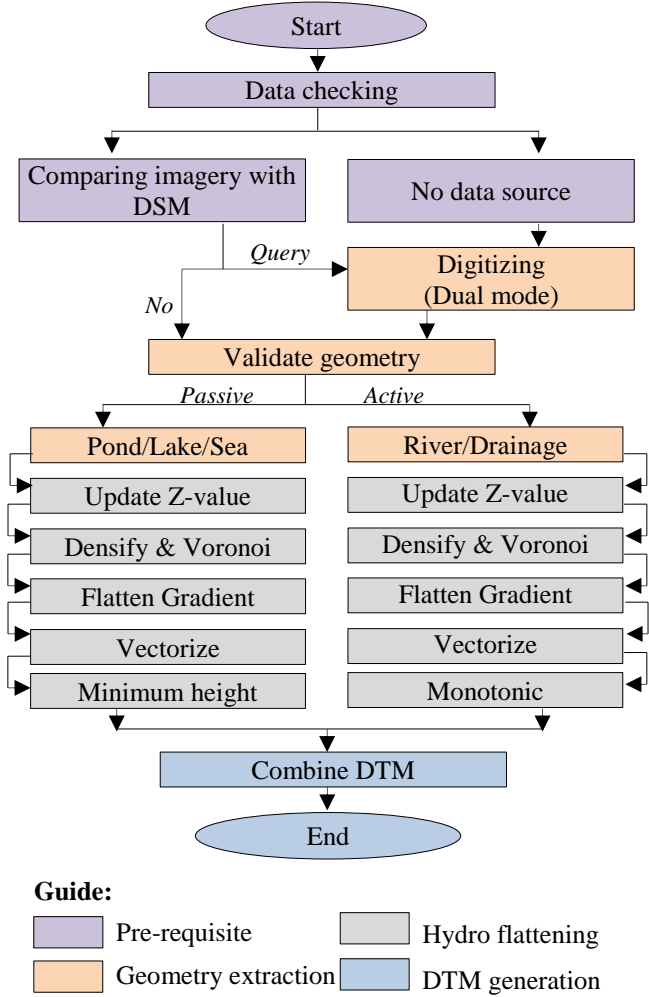 Start
Data checking
Comparing imagery with
DSM
No data source
Query
Digitizing
(Dual mode)
No
Validate geometry
Passive
Active
Pond/Lake/Sea
River/Drainage
Update Z-value
Update Z-value
Densify & Voronoi
Densify & Voronoi
Flatten Gradient
Flatten Gradient
Vectorize
Vectorize
Minimum height
Monotonic
Combine DTM
End
Guide:
Pre-requisite
Hydro flattening
Geometry extraction
DTM generation